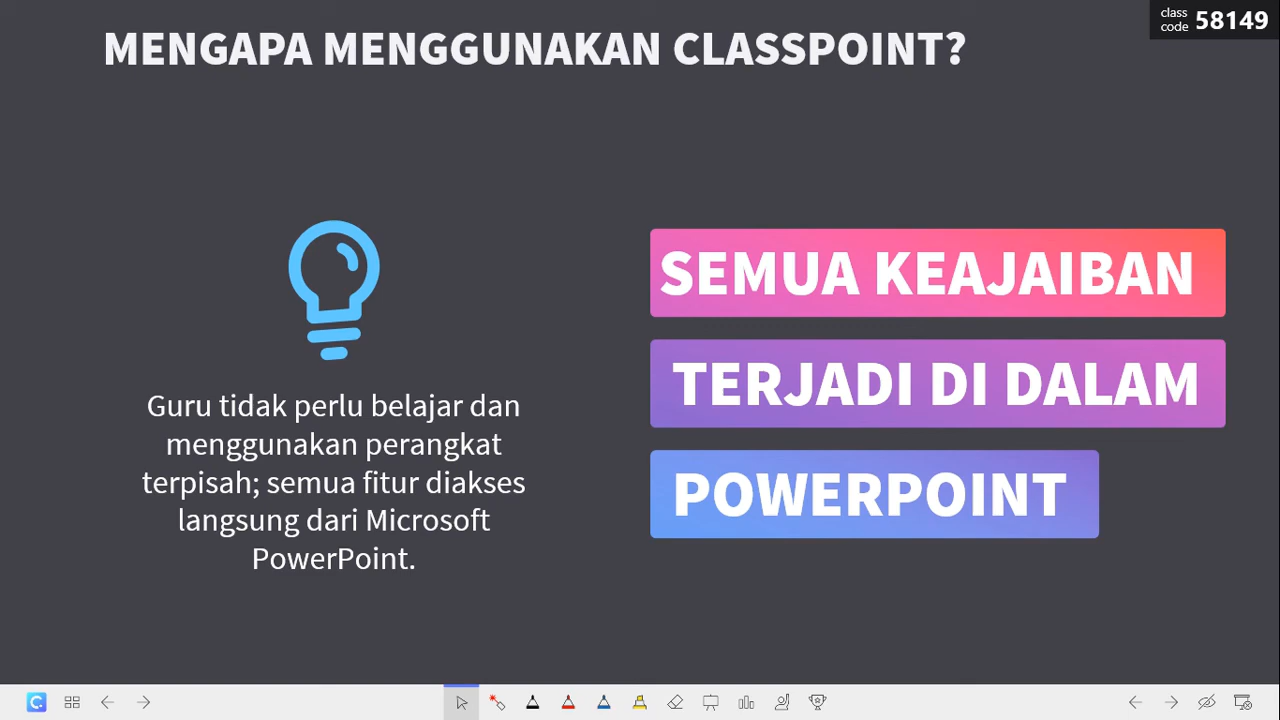 class
code 58149
MENGAPA MENGGUNAKAN CLASSPOINT?
Guru tidak perlu belajar dan
menggunakan perangkat
terpisah; semua fitur diakses
langsung dari Microsoft
PowerPoint.
SEMUA KEAJAIBAN
TERJADI DI DALAM
POWERPOINT